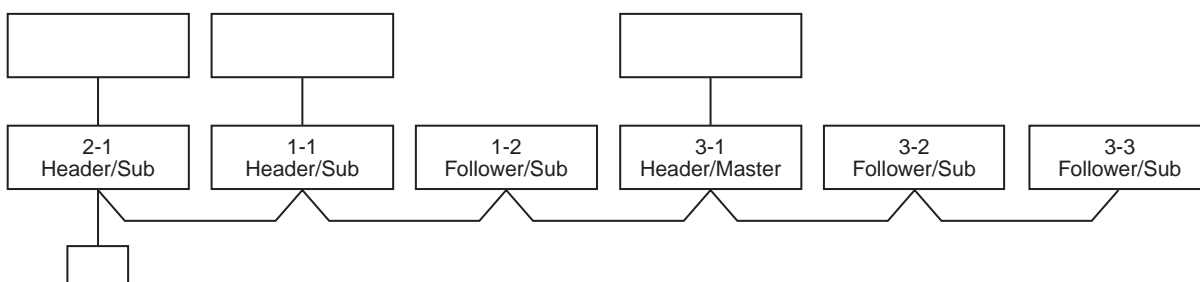 2-1
Header/Sub
1-1
Header/Sub
1-2
Follower/Sub
3-1
Header/Master
3-2
Follower/Sub
3-3
Follower/Sub